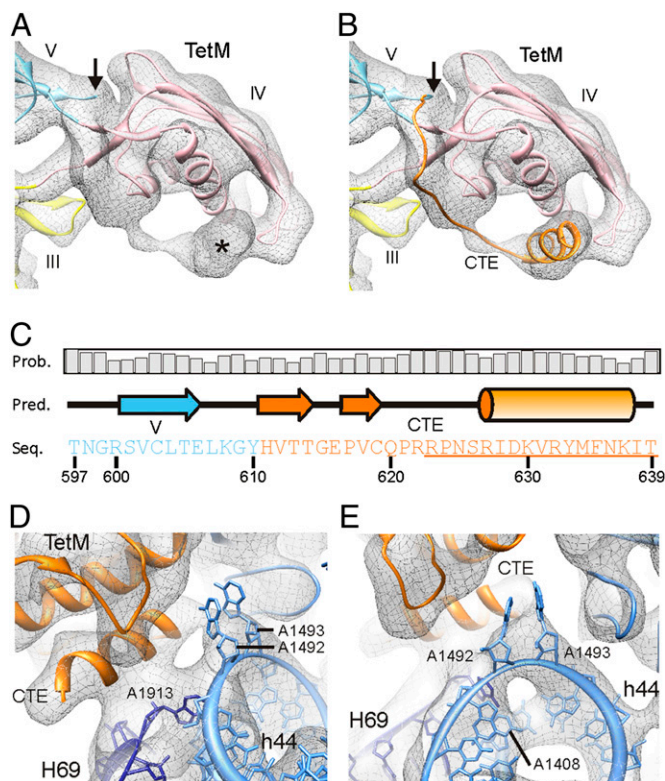 A
B
V
TetM
IV
III
*
V
TetM
IV
III
CTE
C
Prob.
Pred.
V
CTE
Seq.
TNGRSVCLTELKGYHVTTGEPVCQPRRPNSRIDKVRYMFNKIT
597 600 610 620 630 639
D
E
TetM
A1493
A1492
CTE
A1913
H69
h44
CTE
A1492
A1493
h44
H69
A1408